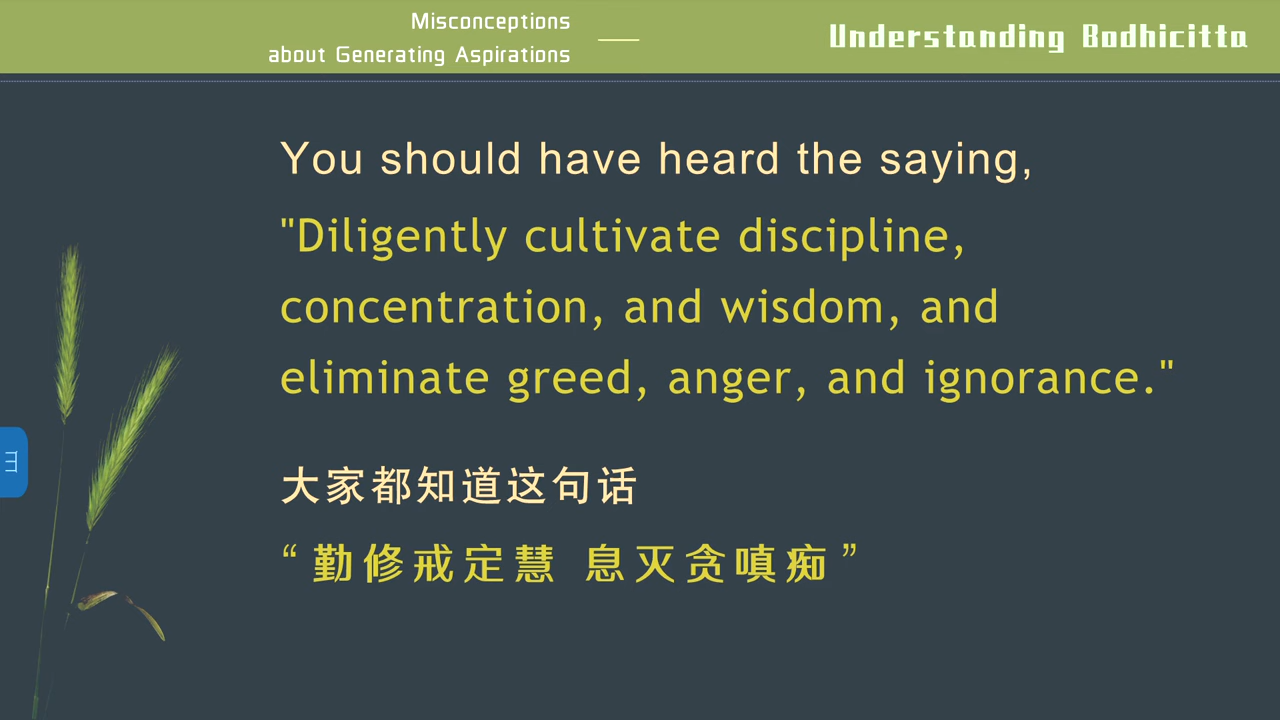 Misconceptions
about Generating Aspirations
Understanding Bodhicitta
You should have heard the saying,
"Diligently cultivate discipline,
concentration, and wisdom, and
eliminate greed, anger, and ignorance."
大家都知道这句话
“勤修戒定慧 息灭贪嗔痴”